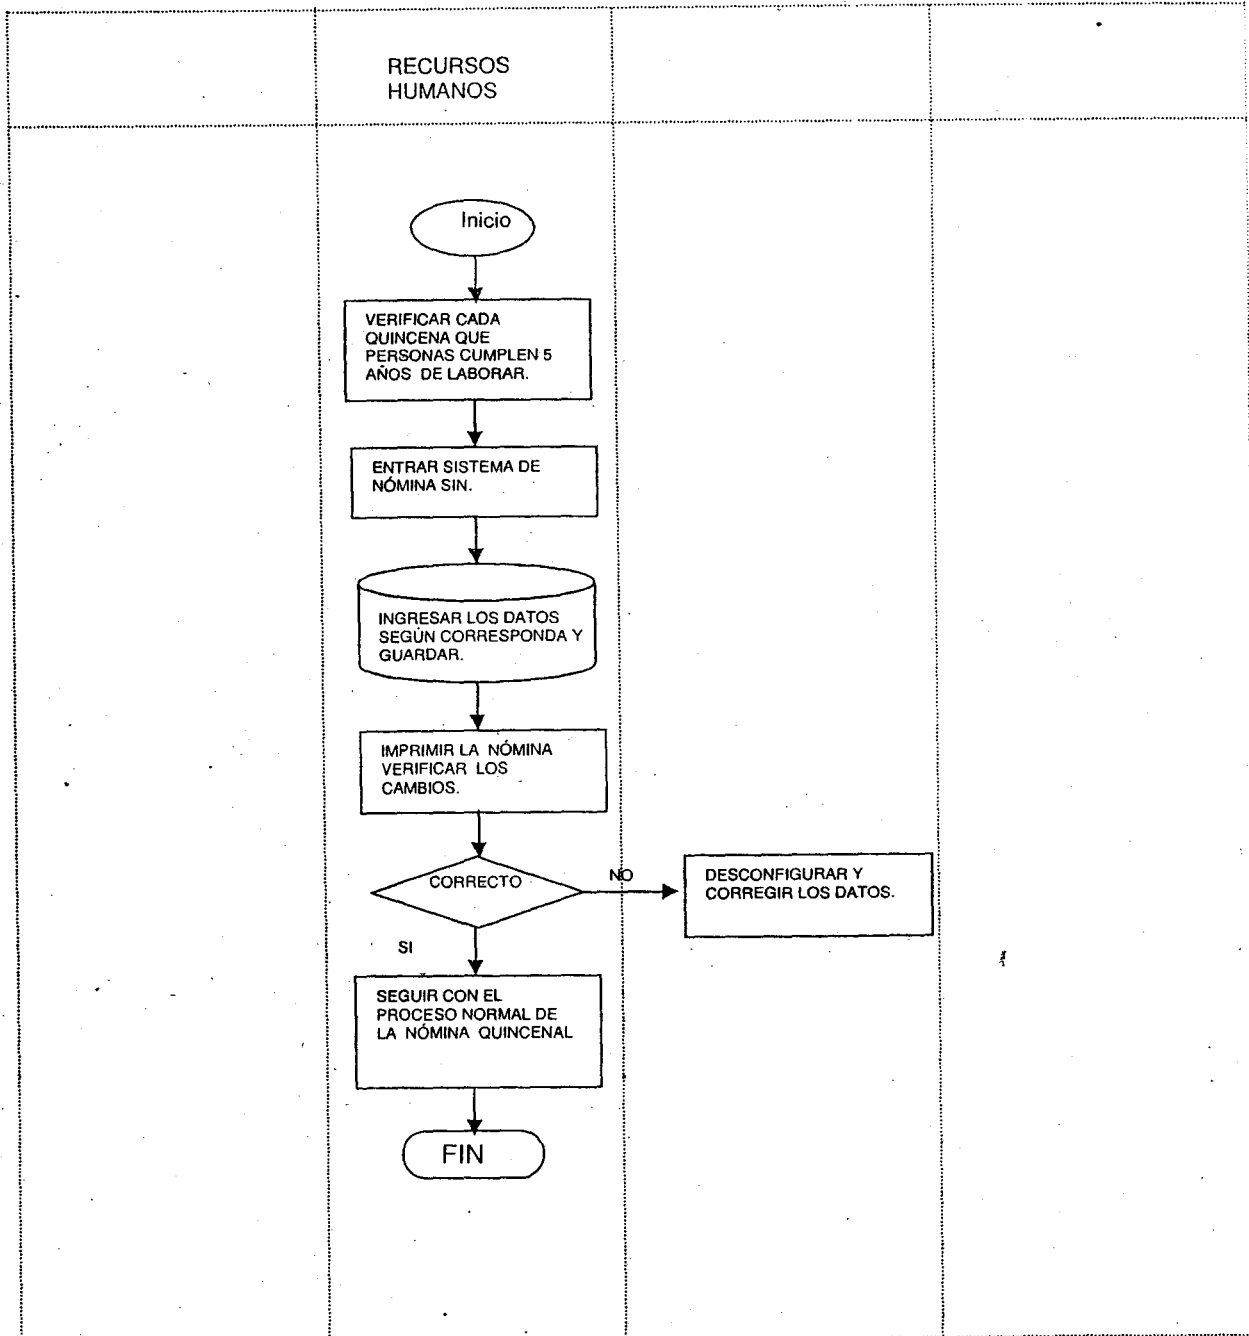 RECURSOS
HUMANOS
Inicio
VERIFICAR CADA
QUINCENA QUE
PERSONAS CUMPLEN 5
AÑOS DE LABORAR.
ENTRAR SISTEMA DE
NÓMINA SIN.
INGRESAR LOS DATOS
SEGÚN CORRESPONDA Y
GUARDAR.
IMPRIMIR LA NÓMINA
VERIFICAR LOS
CAMBIOS.
CORRECTO
NO
DESCONFIGURAR Y
CORREGIR LOS DATOS.
SI
SEGUIR CON EL
PROCESO NORMAL DE
LA NÓMINA QUINCENAL
FIN